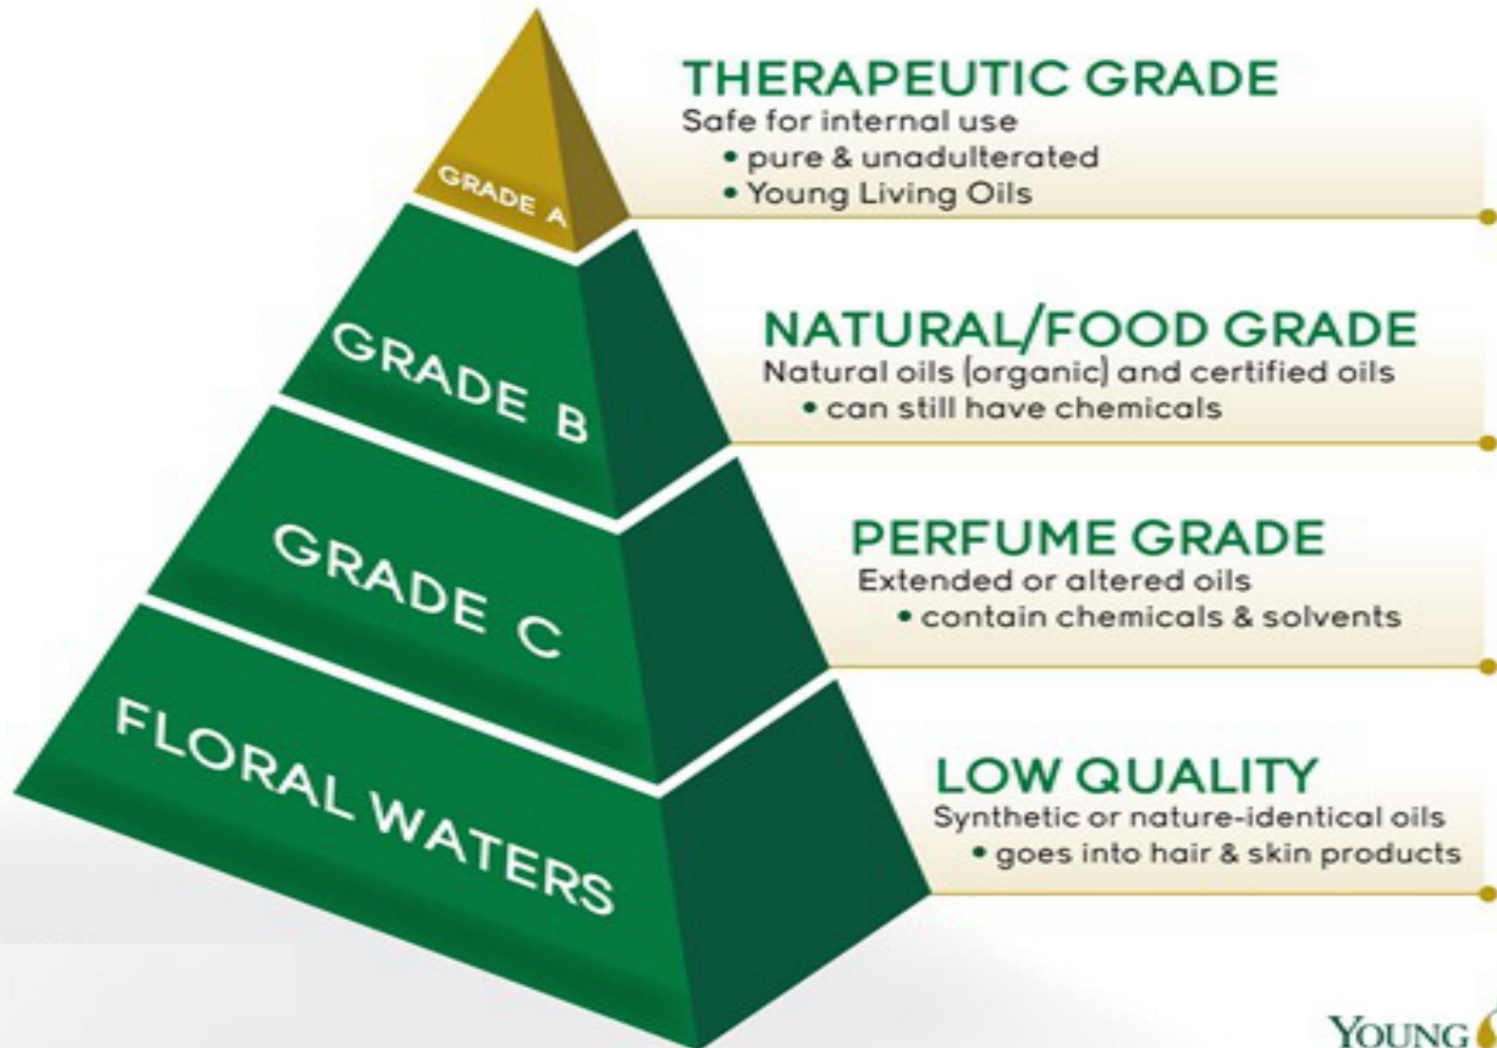 THERAPEUTIC GRADE
Safe for internal use
• pure & unadulterated
• Young Living Oils
GRADE A
NATURAL/FOOD GRADE
Natural oils (organic) and certified oils
• can still have chemicals
GRADE B
PERFUME GRADE
Extended or altered oils
• contain chemicals & solvents
GRADE C
LOW QUALITY
Synthetic or nature-identical oils
• goes into hair & skin products
FLORAL WATERS
YOUNG